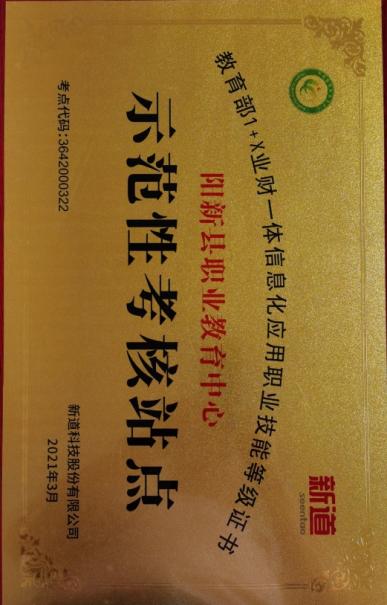 新道
seentao
教育部1+X业财一体信息化应用职业技能等级证书
阳新县职业教育中心
示范性考核站点
考点代码:3642000322
新道科技股份有限公司
2021年3月